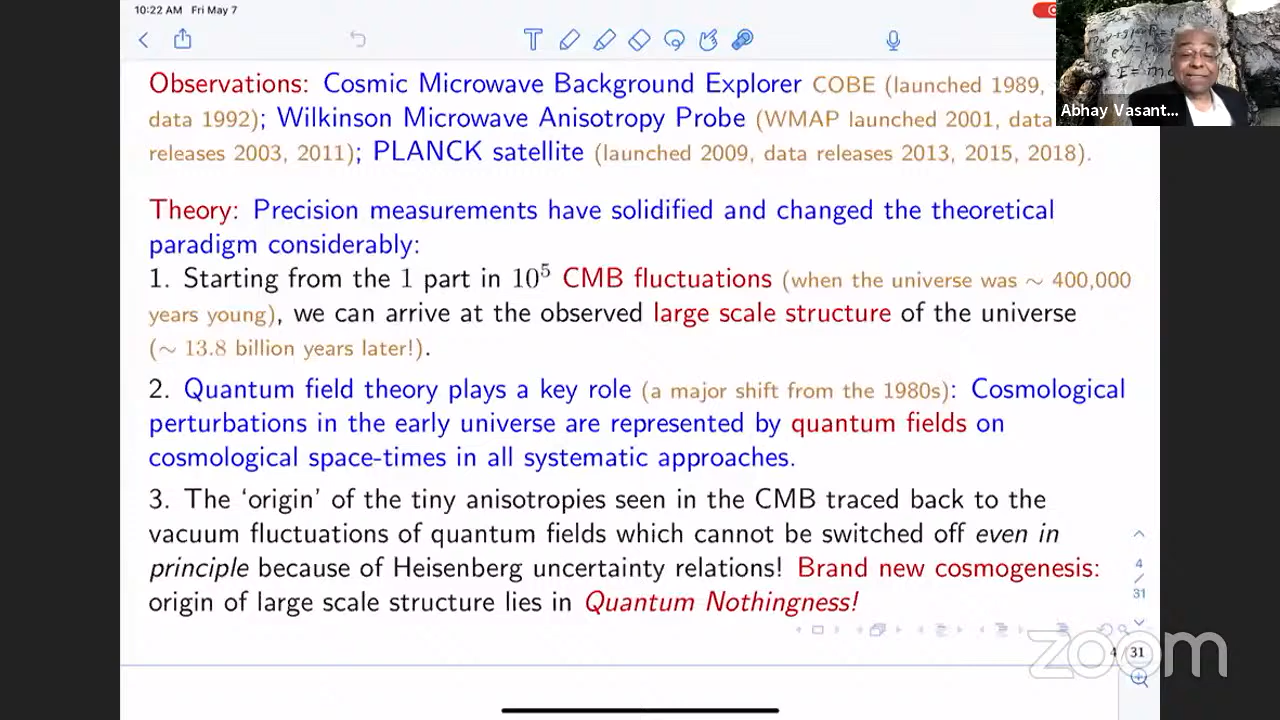 10:22 AM Fri May 7
Observations: Cosmic Microwave Background Explorer COBE (launched 1989,
data 1992); Wilkinson Microwave Anisotropy Probe (WMAP launched 2001, data
releases 2003, 2011); PLANCK satellite (launched 2009, data releases 2013, 2015, 2018).
Abhay Vasant...
Theory: Precision measurements have solidified and changed the theoretical
paradigm considerably:
1. Starting from the 1 part in 10⁵ CMB fluctuations (when the universe was ∼ 400,000
years young), we can arrive at the observed large scale structure of the universe
(∼ 13.8 billion years later!).
2. Quantum field theory plays a key role (a major shift from the 1980s): Cosmological
perturbations in the early universe are represented by quantum fields on
cosmological space-times in all systematic approaches.
3. The ‘origin’ of the tiny anisotropies seen in the CMB traced back to the
vacuum fluctuations of quantum fields which cannot be switched off even in
principle because of Heisenberg uncertainty relations! Brand new cosmogenesis:
origin of large scale structure lies in Quantum Nothingness!
4
/
31
4 / 31
zoom